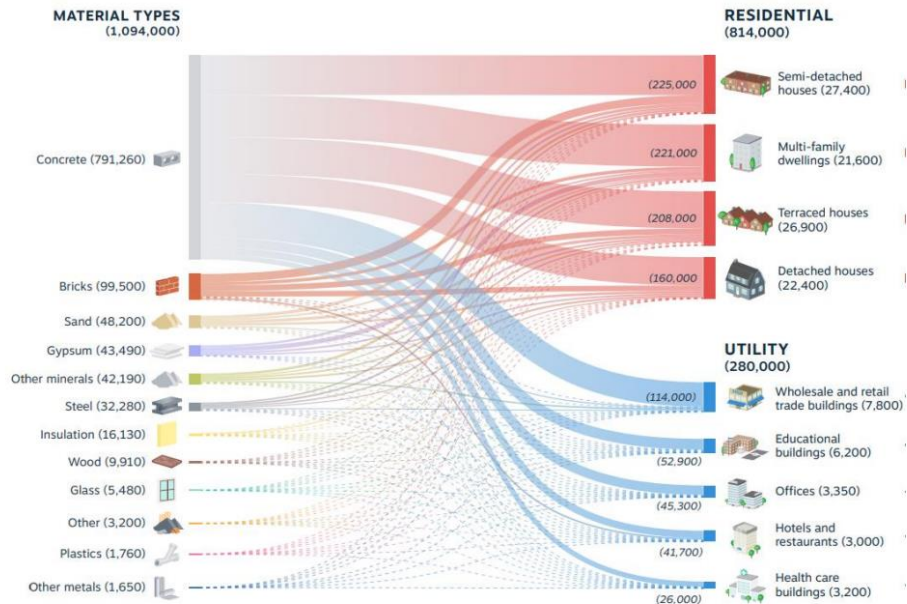 MATERIAL TYPES
(1,094,000)
Concrete (791,260)
Bricks (99,500)
Sand (48,200)
Gypsum (43,490)
Other minerals (42,190)
Steel (32,280)
Insulation (16,130)
Wood (9,910)
Glass (5,480)
Other (3,200)
Plastics (1,760)
Other metals (1,650)
RESIDENTIAL
(814,000)
(225,000
Semi-detached
houses (27,400)
(221,000
Multi-family
dwellings (21,600)
(208,000
Terraced houses
(26,900)
(160,000
Detached houses
(22,400)
UTILITY
(280,000)
(114,000)
Wholesale and retail
trade buildings (7,800)
(52,900)
Educational
buildings (6,200)
(45,300)
Offices (3,350)
(41,700)
Hotels and
restaurants (3,000)
(26,000)
Health care
buildings (3,200)